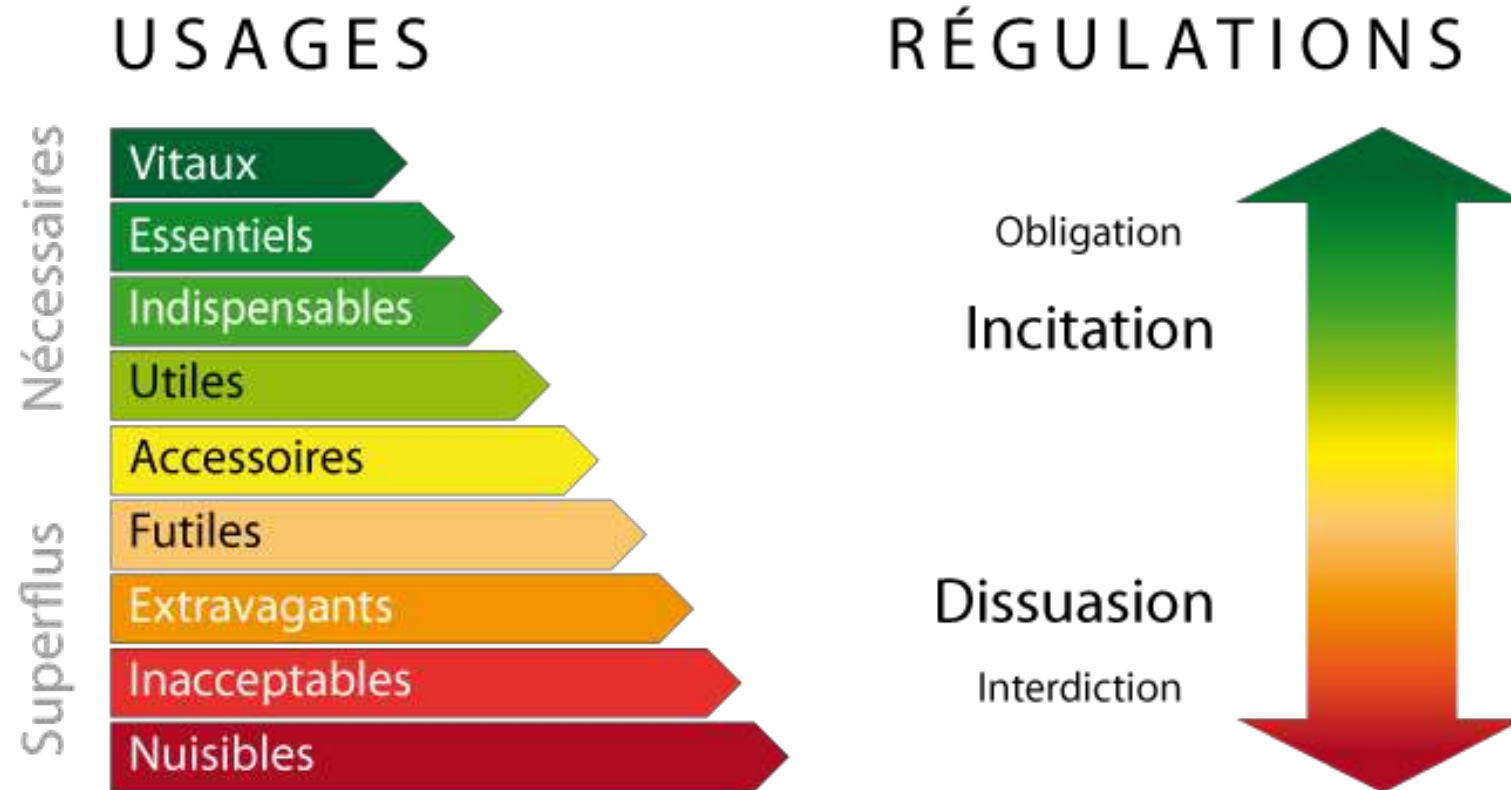 USAGES
RÉGULATIONS
Nécessaires
Superflus
Vitaux
Essentiels
Indispensables
Utiles
Accessoires
Futiles
Extravagants
Inacceptables
Nuisibles
Obligation
Incitation
Dissuasion
Interdiction